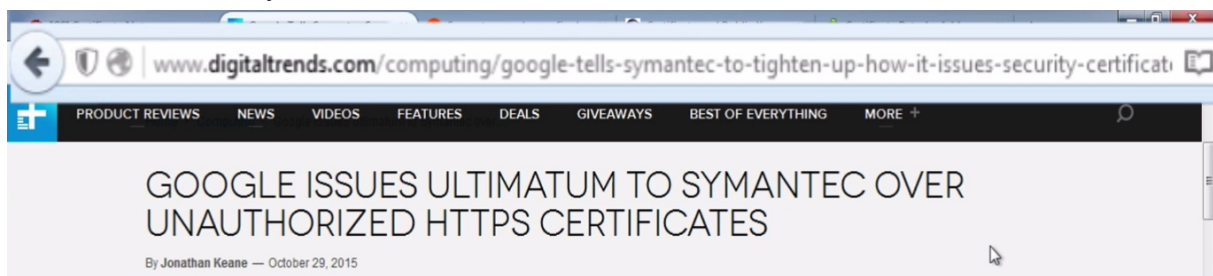 www.digitaltrends.com/computing/google-tells-symantec-to-tighten-up-how-it-issues-security-certificat
PRODUCT REVIEWS NEWS VIDEOS FEATURES DEALS GIVEAWAYS BEST OF EVERYTHING MORE +
GOOGLE ISSUES ULTIMATUM TO SYMANTEC OVER
UNAUTHORIZED HTTPS CERTIFICATES
By Jonathan Keane — October 29, 2015